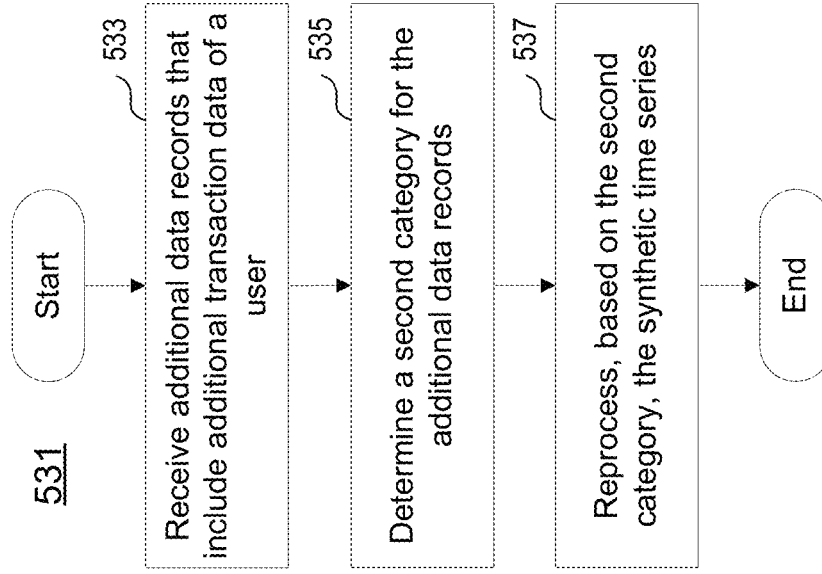 531
Start
533
Receive additional data records that
include additional transaction data of a
user
535
Determine a second category for the
additional data records
537
Reprocess, based on the second
category, the synthetic time series
End